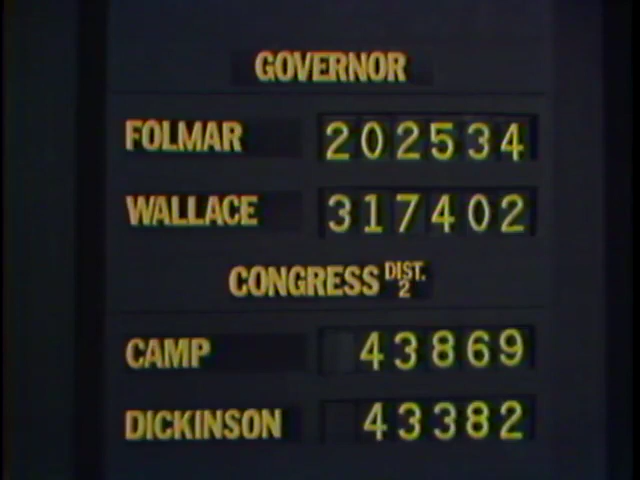 GOVERNOR
FOLMAR 202534
WALLACE 317402
CONGRESS DIST. 2
CAMP 43869
DICKINSON 43382